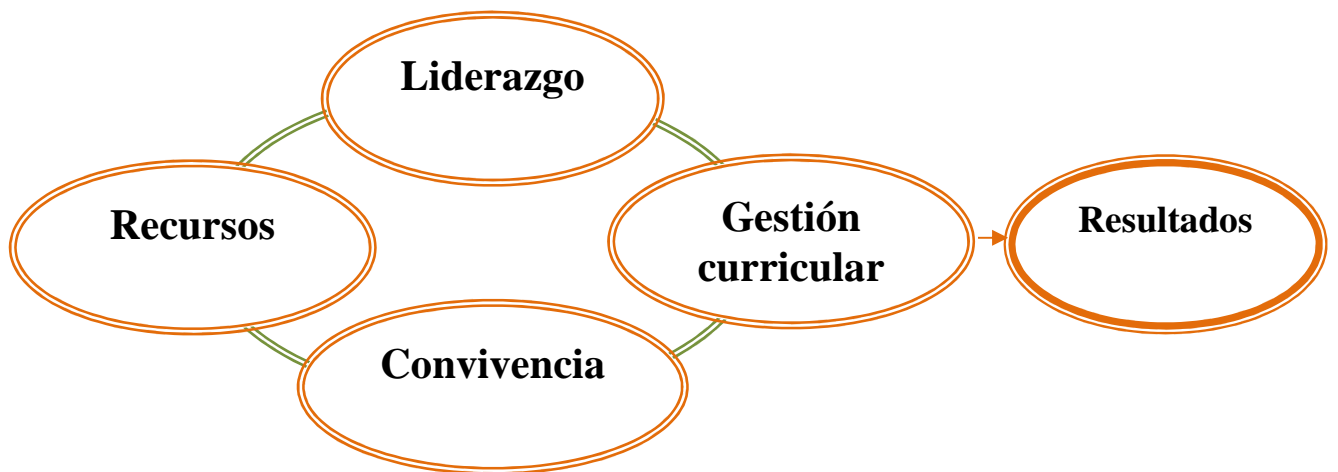 Liderazgo
Recursos
Gestión
curricular
Resultados
Convivencia